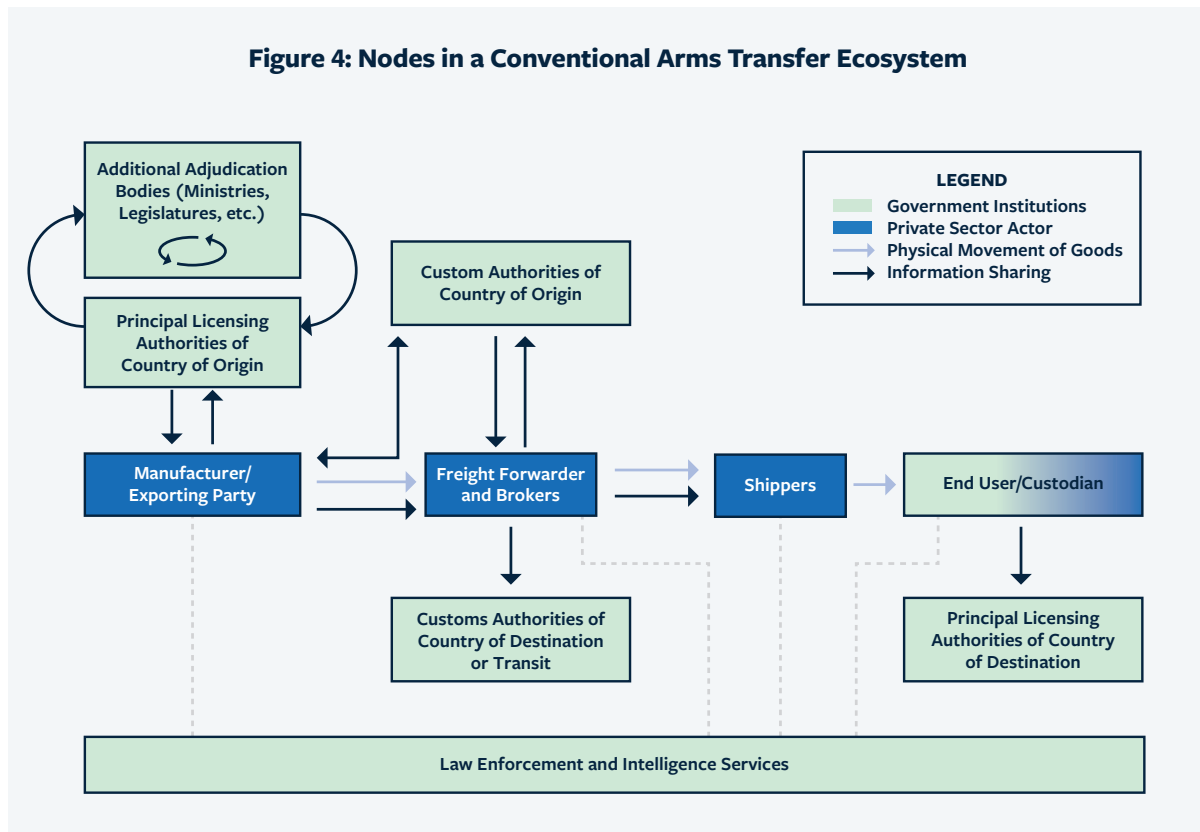 Figure 4: Nodes in a Conventional Arms Transfer Ecosystem
Additional Adjudication
Bodies (Ministries,
Legislatures, etc.)
Principal Licensing
Authorities of
Country of Origin
Custom Authorities of
Country of Origin
LEGEND
Government Institutions
Private Sector Actor
Physical Movement of Goods
Information Sharing
Manufacturer/
Exporting Party
Freight Forwarder
and Brokers
Shippers
End User/Custodian
Customs Authorities of
Country of Destination
or Transit
Principal Licensing
Authorities of Country
of Destination
Law Enforcement and Intelligence Services